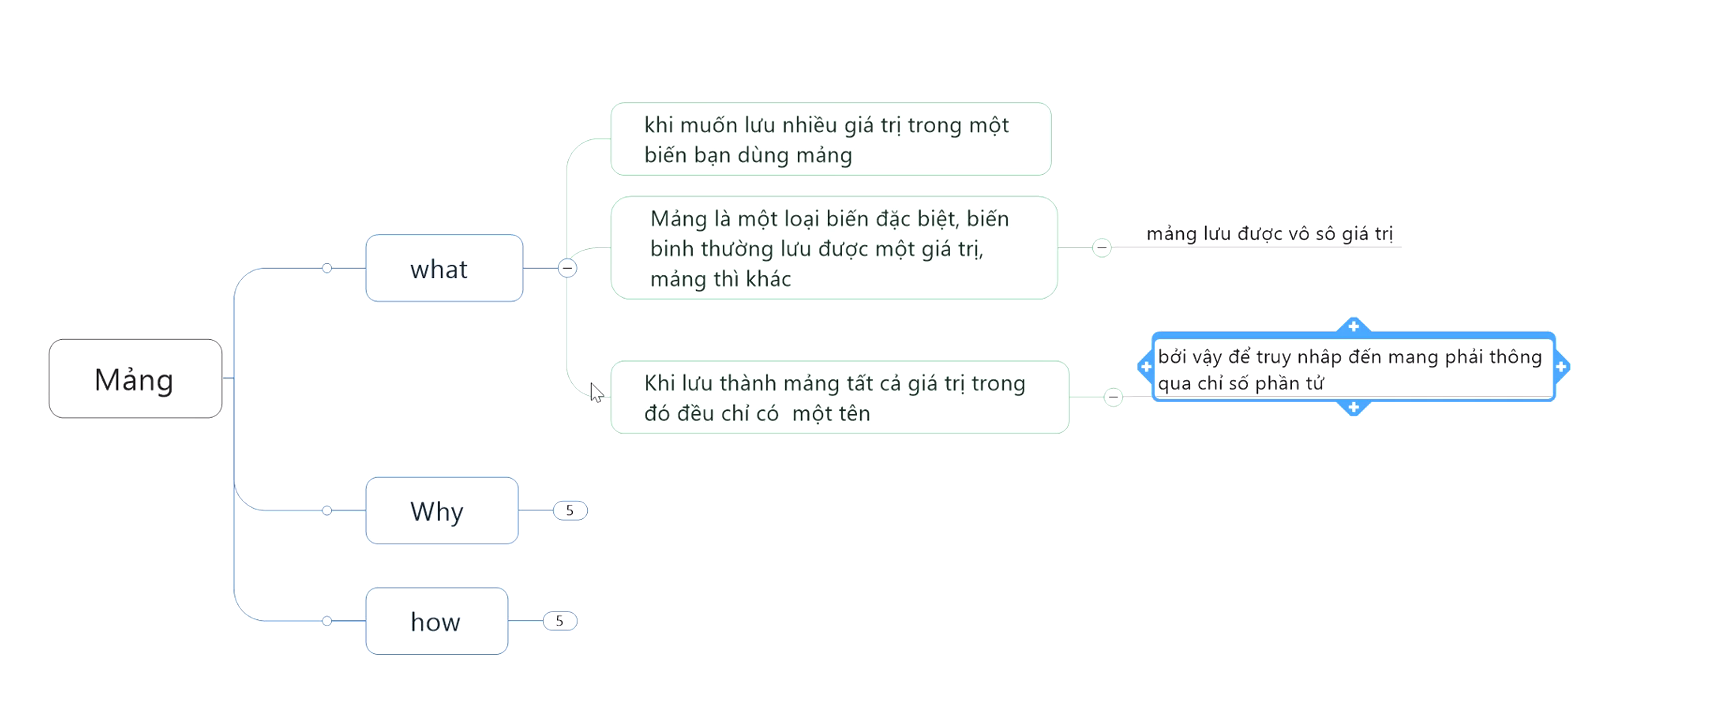 khi muốn lưu nhiều giá trị trong một
biến bạn dùng mảng
Mảng là một loại biến đặc biệt, biến
binh thường lưu được một giá trị,
mảng thì khác
mảng lưu được vô sô giá trị
what
bởi vậy để truy nhâp đến mang phải thông
qua chỉ số phần tử
Mảng
Khi lưu thành mảng tất cả giá trị trong
đó đều chỉ có  một tên
Why
5
how
5